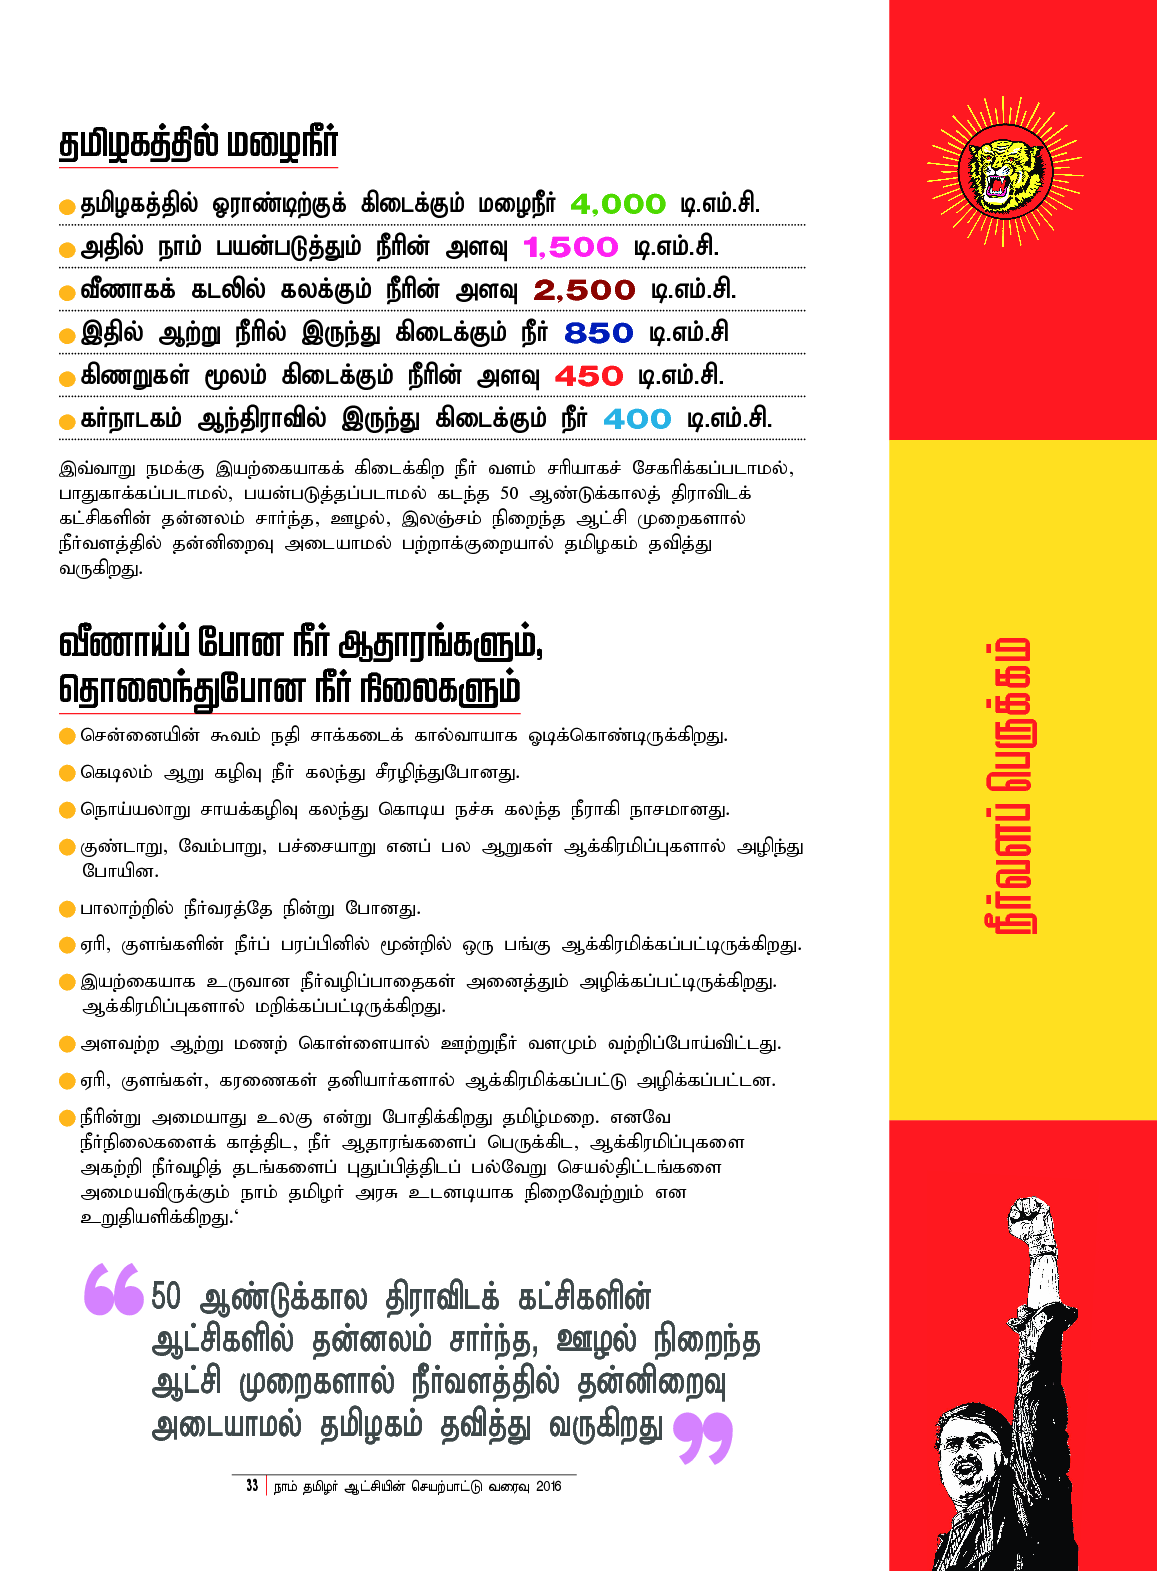 தமிழகத்தில் மழைநீர்
தமிழகத்தில் ஒராண்டிற்குக் கிடைக்கும் மழைநீர் 4,000 டி.எம்.சி.
அதில் நாம் பயன்படுத்தும் நீரின் அளவு 1,500 டி.எம்.சி.
வீணாகக் கடலில் கலக்கும் நீரின் அளவு 2,500 டி.எம்.சி.
இதில் ஆற்று நீரில் இருந்து கிடைக்கும் நீர் 850 டி.எம்.சி
கிணறுகள் மூலம் கிடைக்கும் நீரின் அளவு 450 டி.எம்.சி.
கர்நாடகம் ஆந்திராவில் இருந்து கிடைக்கும் நீர் 400 டி.எம்.சி.
இவ்வாறு நமக்கு இயற்கையாகக் கிடைக்கிற நீர் வளம் சரியாகச் சேகரிக்கப்படாமல்,
பாதுகாக்கப்படாமல், பயன்படுத்தப்படாமல் கடந்த 50 ஆண்டுக்காலத் திராவிடக்
கட்சிகளின் தன்னலம் சார்ந்த, ஊழல், இலஞ்சம் நிறைந்த ஆட்சி முறைகளால்
நீர்வளத்தில் தன்னிறைவு அடையாமல் பற்றாக்குறையால் தமிழகம் தவித்து
வருகிறது.
வீணாய்ப் போன நீர் ஆதாரங்களும்,
தொலைந்துபோன நீர் நிலைகளும்
சென்னையின் கூவம் நதி சாக்கடைக் கால்வாயாக ஓடிக்கொண்டிருக்கிறது.
கெடிலம் ஆறு கழிவு நீர் கலந்து சீரழிந்துபோனது.
நொய்யலாறு சாயக்கழிவு கலந்து கொடிய நச்சு கலந்த நீராகி நாசமானது.
குண்டாறு, வேம்பாறு, பச்சையாறு எனப் பல ஆறுகள் ஆக்கிரமிப்புகளால் அழிந்து
போயின.
பாலாற்றில் நீர்வரத்தே நின்று போனது.
ஏரி, குளங்களின் நீர்ப் பரப்பினில் மூன்றில் ஒரு பங்கு ஆக்கிரமிக்கப்பட்டிருக்கிறது.
இயற்கையாக உருவான நீர்வழிப்பாதைகள் அனைத்தும் அழிக்கப்பட்டிருக்கிறது.
ஆக்கிரமிப்புகளால் மறிக்கப்பட்டிருக்கிறது.
அளவற்ற ஆற்று மணற் கொள்ளையால் ஊற்றுநீர் வளமும் வற்றிப்போய்விட்டது.
ஏரி, குளங்கள், கரணைகள் தனியார்களால் ஆக்கிரமிக்கப்பட்டு அழிக்கப்பட்டன.
நீரின்று அமையாது உலகு என்று போதிக்கிறது தமிழ்மறை. எனவே
நீர்நிலைகளைக் காத்திட, நீர் ஆதாரங்களைப் பெருக்கிட, ஆக்கிரமிப்புகளை
அகற்றி நீர்வழித் தடங்களைப் புதுப்பித்திடப் பல்வேறு செயல்திட்டங்களை
அமையவிருக்கும் நாம் தமிழர் அரசு உடனடியாக நிறைவேற்றும் என
உறுதியளிக்கிறது.‘
“50 ஆண்டுக்கால திராவிடக் கட்சிகளின்
ஆட்சிகளில் தன்னலம் சார்ந்த, ஊழல் நிறைந்த
ஆட்சி முறைகளால் நீர்வளத்தில் தன்னிறைவு
அடையாமல் தமிழகம் தவித்து வருகிறது”
33 நாம் தமிழர் ஆட்சியின் செயற்பாட்டு வரைவு 2016
நீர்வளப் பெருக்கம்